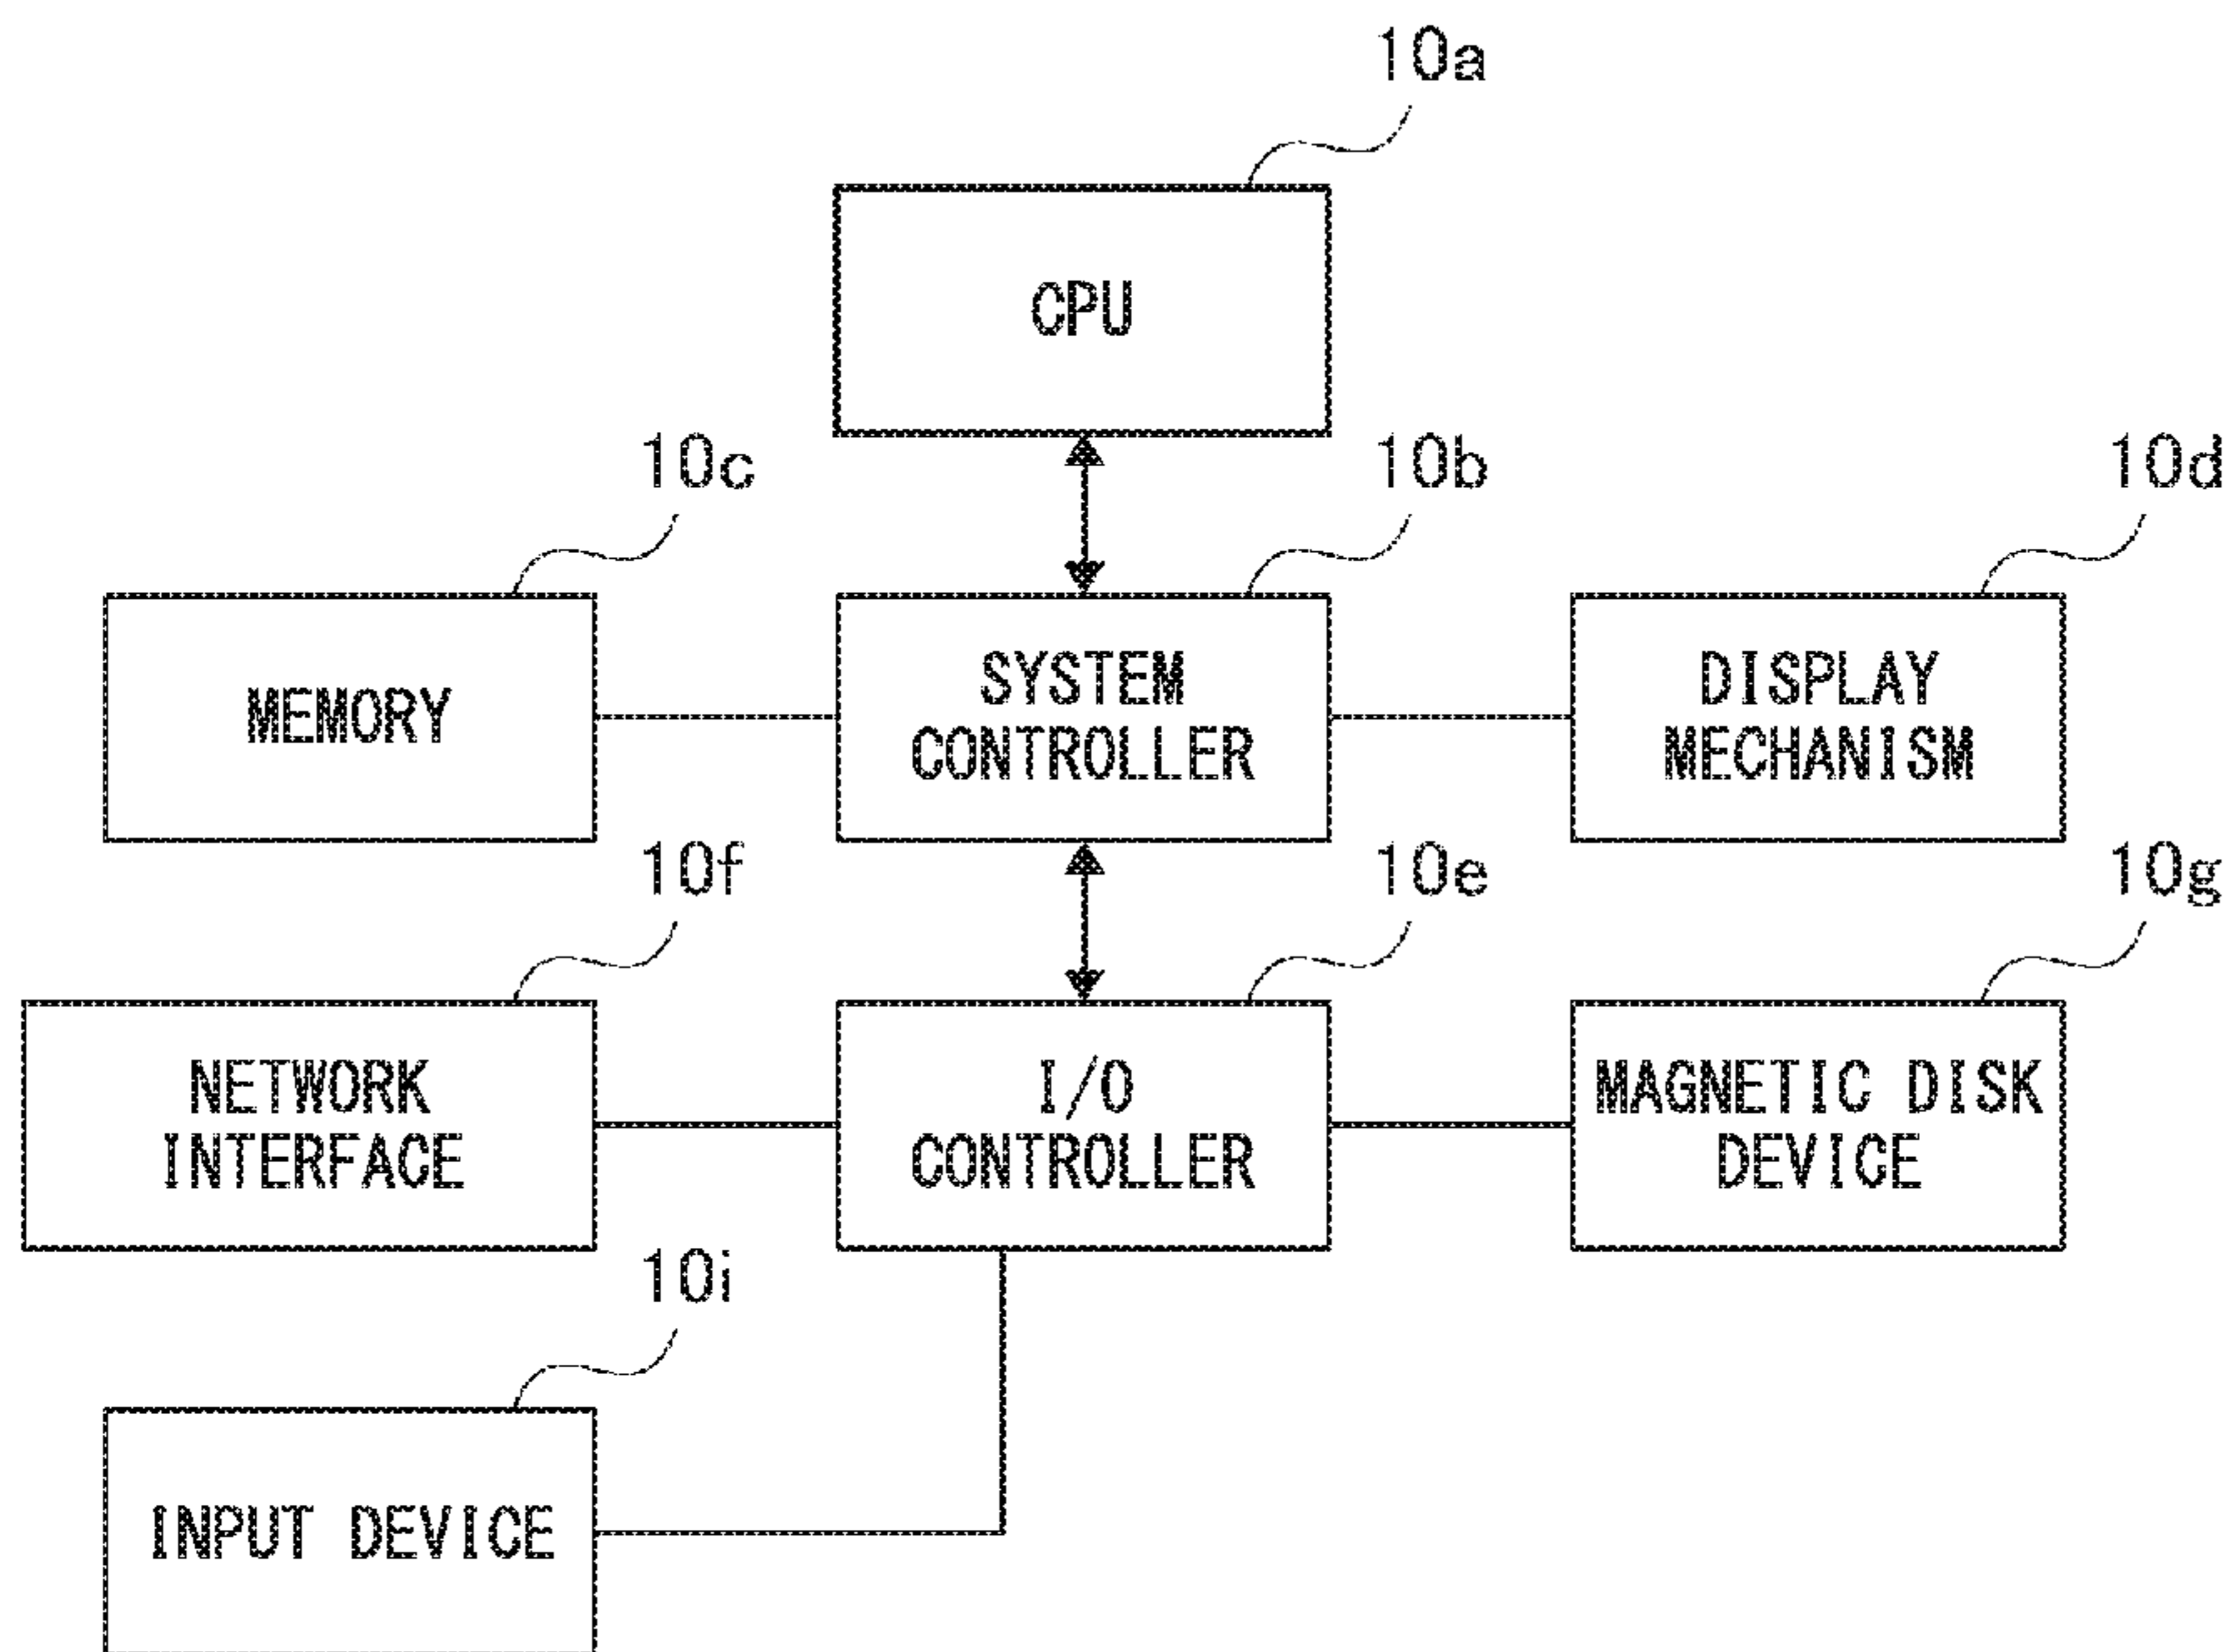 10a
CPU
10c
10b
10d
MEMORY
SYSTEM
CONTROLLER
DISPLAY
MECHANISM
10f
10e
10g
NETWORK
INTERFACE
I/O
CONTROLLER
MAGNETIC DISK
DEVICE
10i
INPUT DEVICE